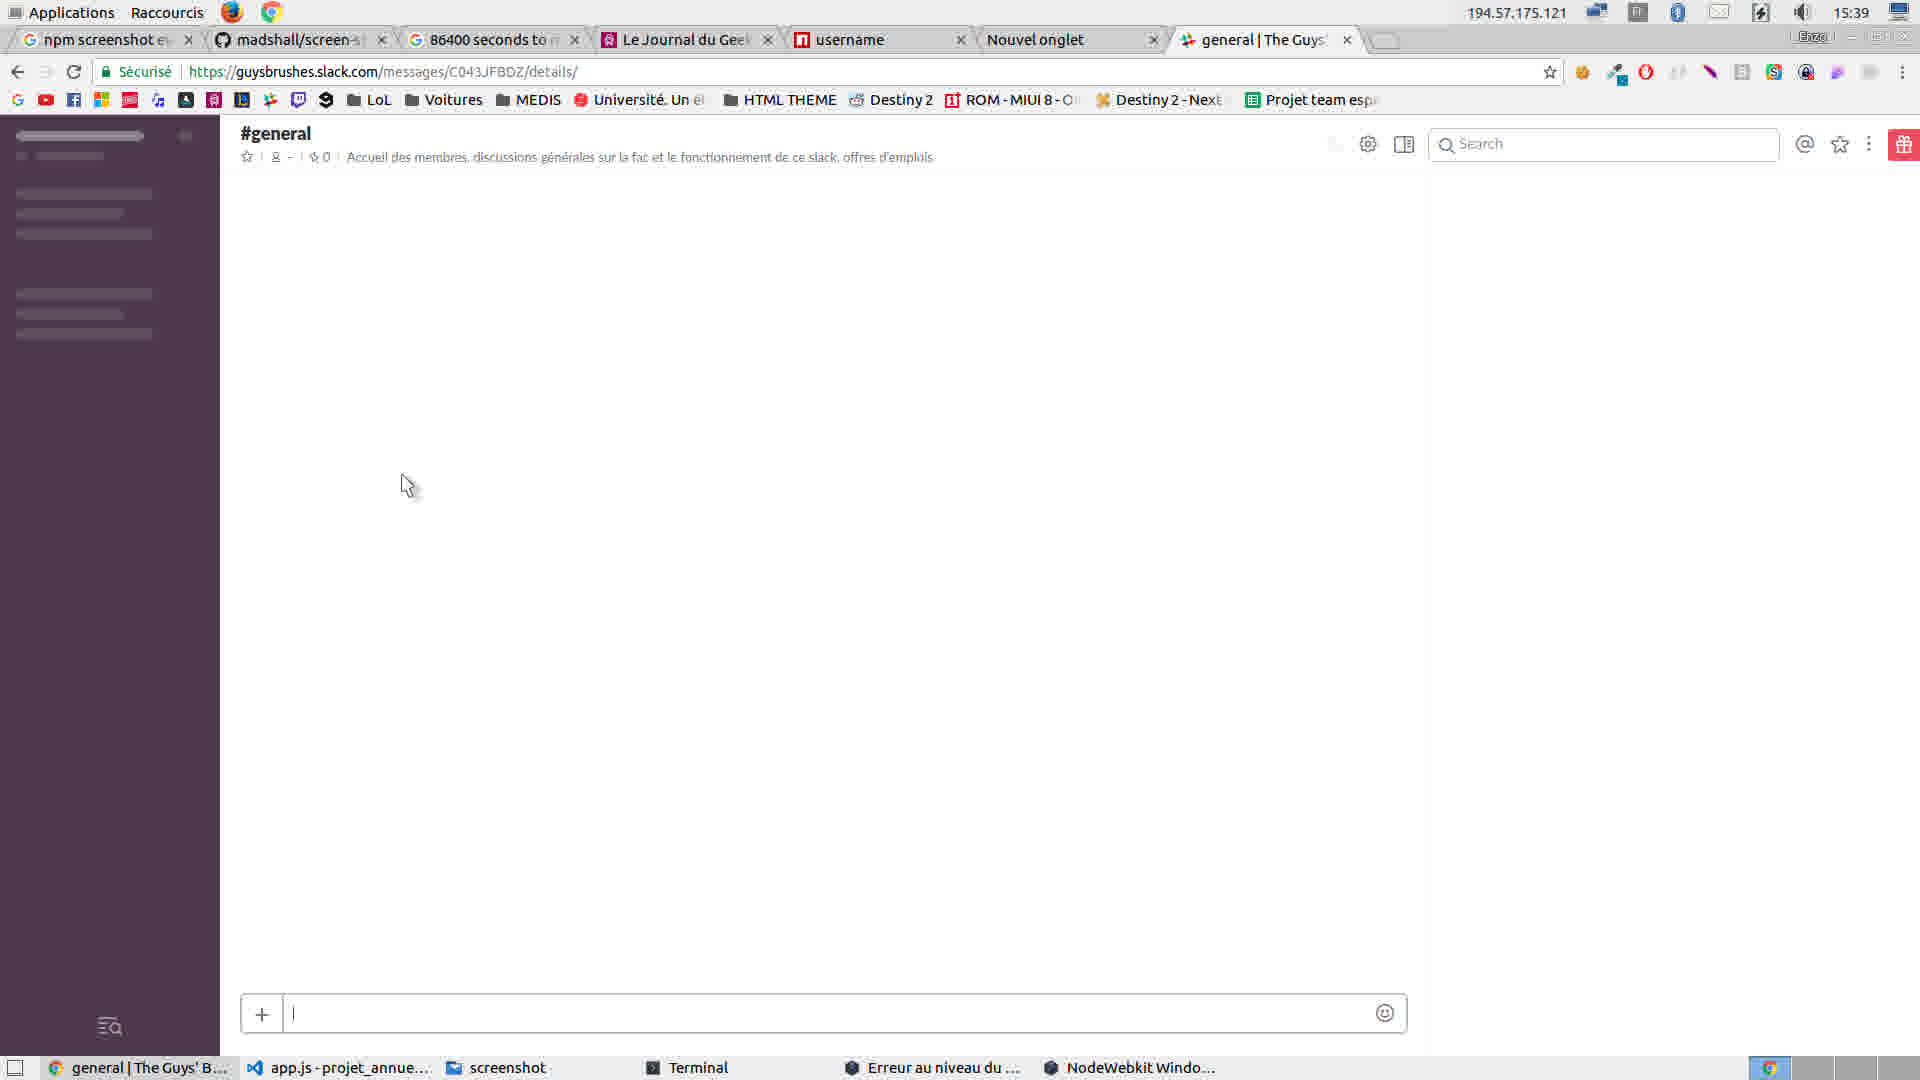 Applications Raccourcis 194.57.175.121 15:39
npm screenshot madshall/screen-s 86400 seconds to Le Journal du Geek username Nouvel onglet general | The Guys' Enzo
Sécurisé https://guysbrushes.slack.com/messages/C043JFBDZ/details/
LoL Voitures MEDIS Université. Un HTML THEME Destiny 2 ROM - MIUI 8 - Destiny 2 - Next Projet team
#general
- 0 Accueil des membres, discussions générales sur la fac et le fonctionnement de ce slack, offres d'emplois
Search
general | The Guys' B... app.js - projet_annue... screenshot Terminal Erreur au niveau du ... NodeWebkit Windo...